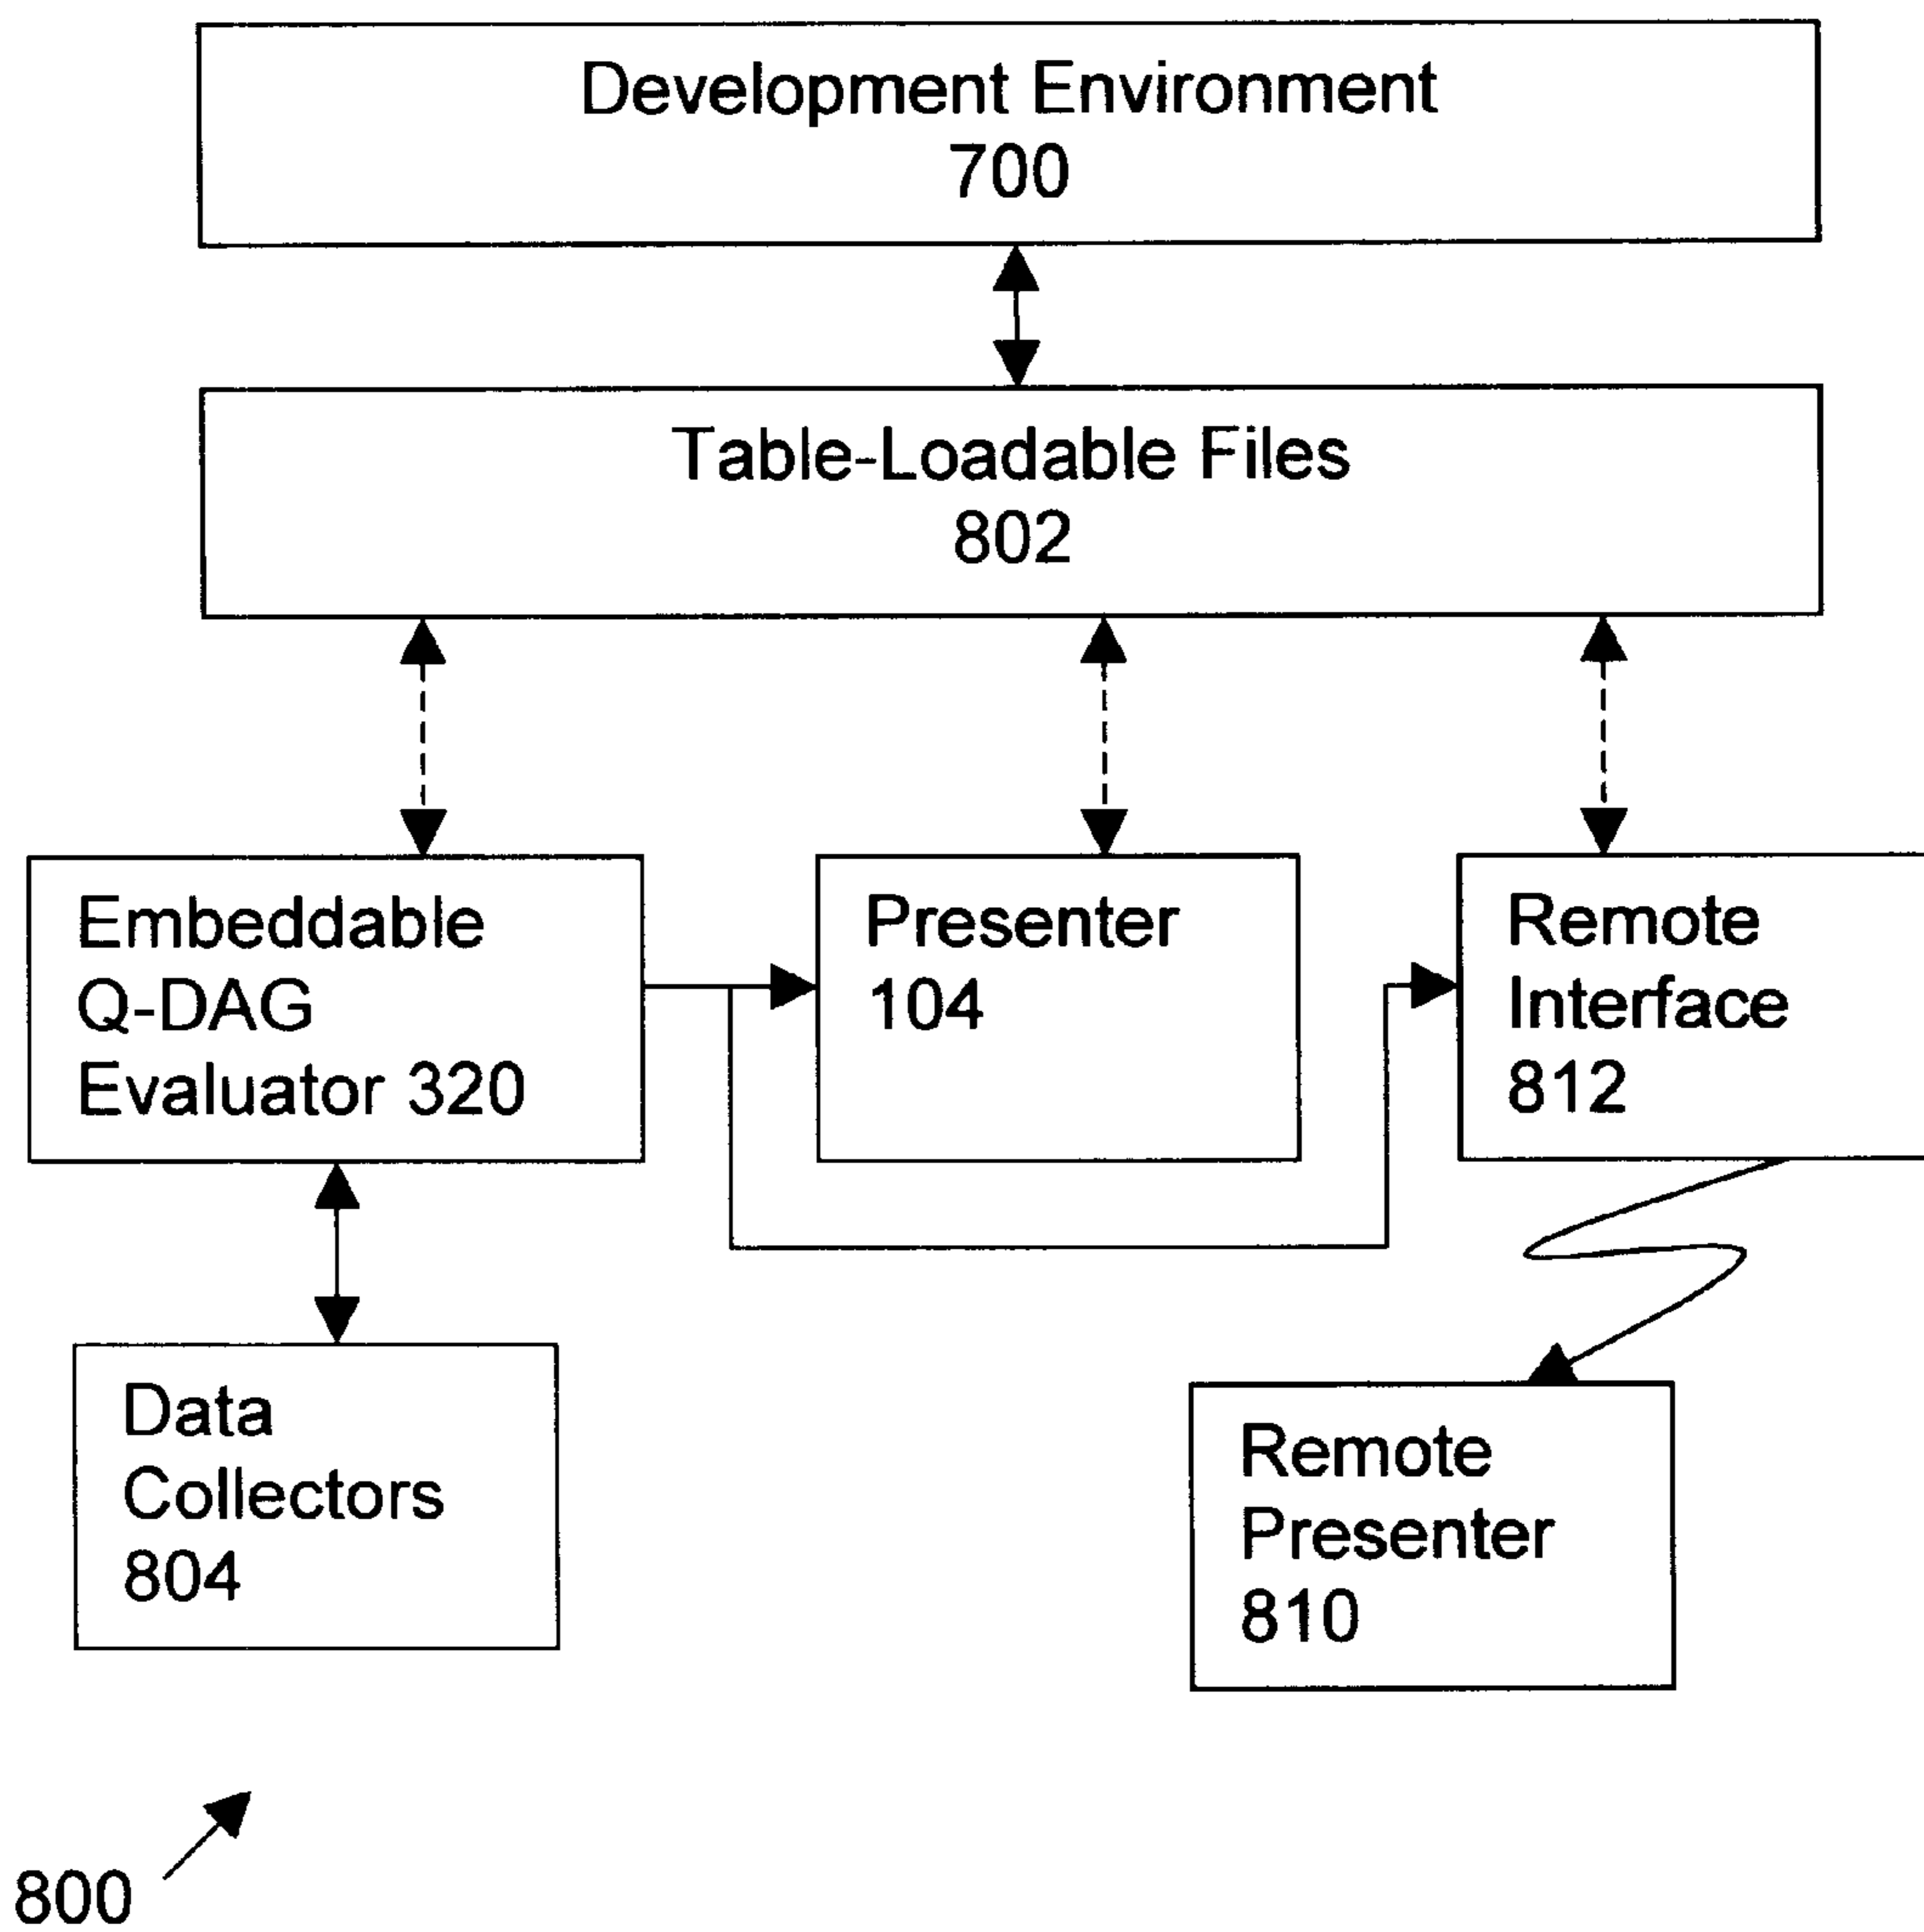 Development Environment
700
Table-Loadable Files
802
Embeddable
Q-DAG
Evaluator 320
Presenter
104
Remote
Interface
812
Data
Collectors
804
Remote
Presenter
810
800